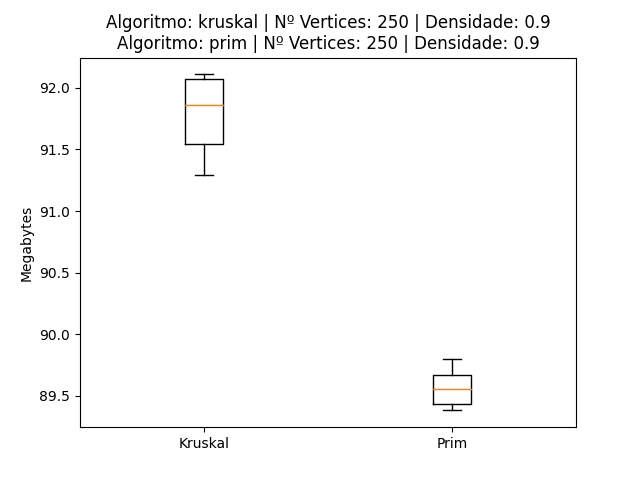 Algoritmo: kruskal | Nº Vertices: 250 | Densidade: 0.9
Algoritmo: prim | Nº Vertices: 250 | Densidade: 0.9
92.0
91.5
91.0
90.5
90.0
89.5
Megabytes
Kruskal
Prim